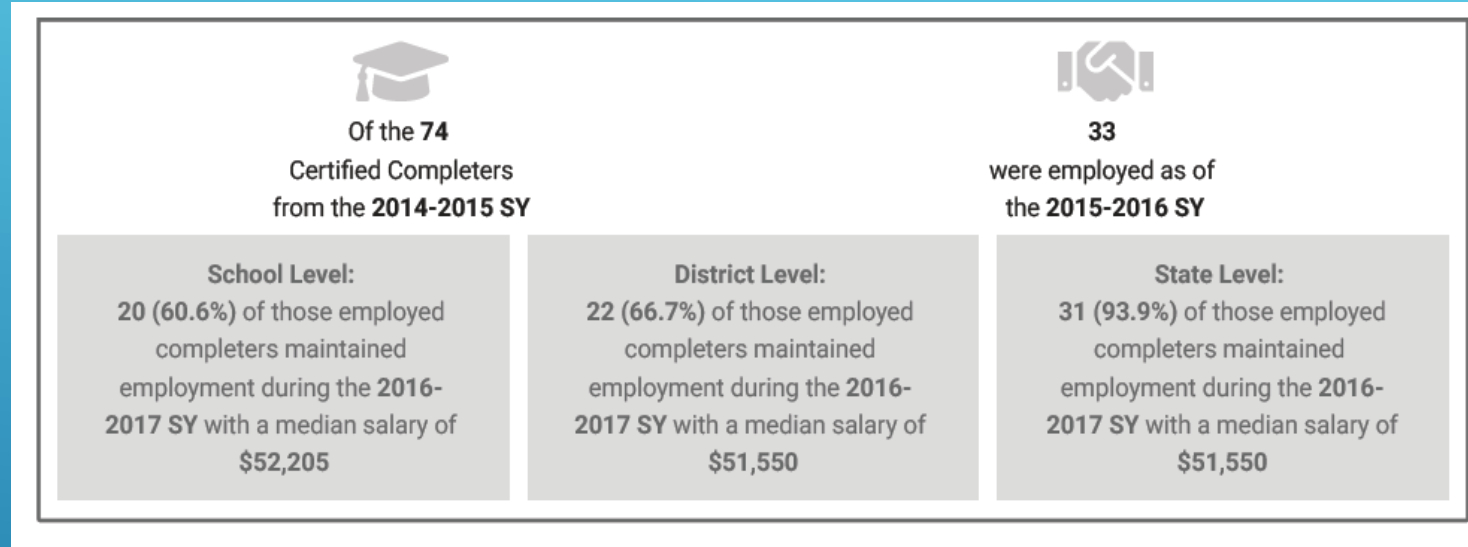 Of the 74
Certified Completers
from the 2014-2015 SY
33
were employed as of
the 2015-2016 SY
School Level:
20 (60.6%) of those employed
completers maintained
employment during the 2016-
2017 SY with a median salary of
$52,205
District Level:
22 (66.7%) of those employed
completers maintained
employment during the 2016-
2017 SY with a median salary of
$51,550
State Level:
31 (93.9%) of those employed
completers maintained
employment during the 2016-
2017 SY with a median salary of
$51,550